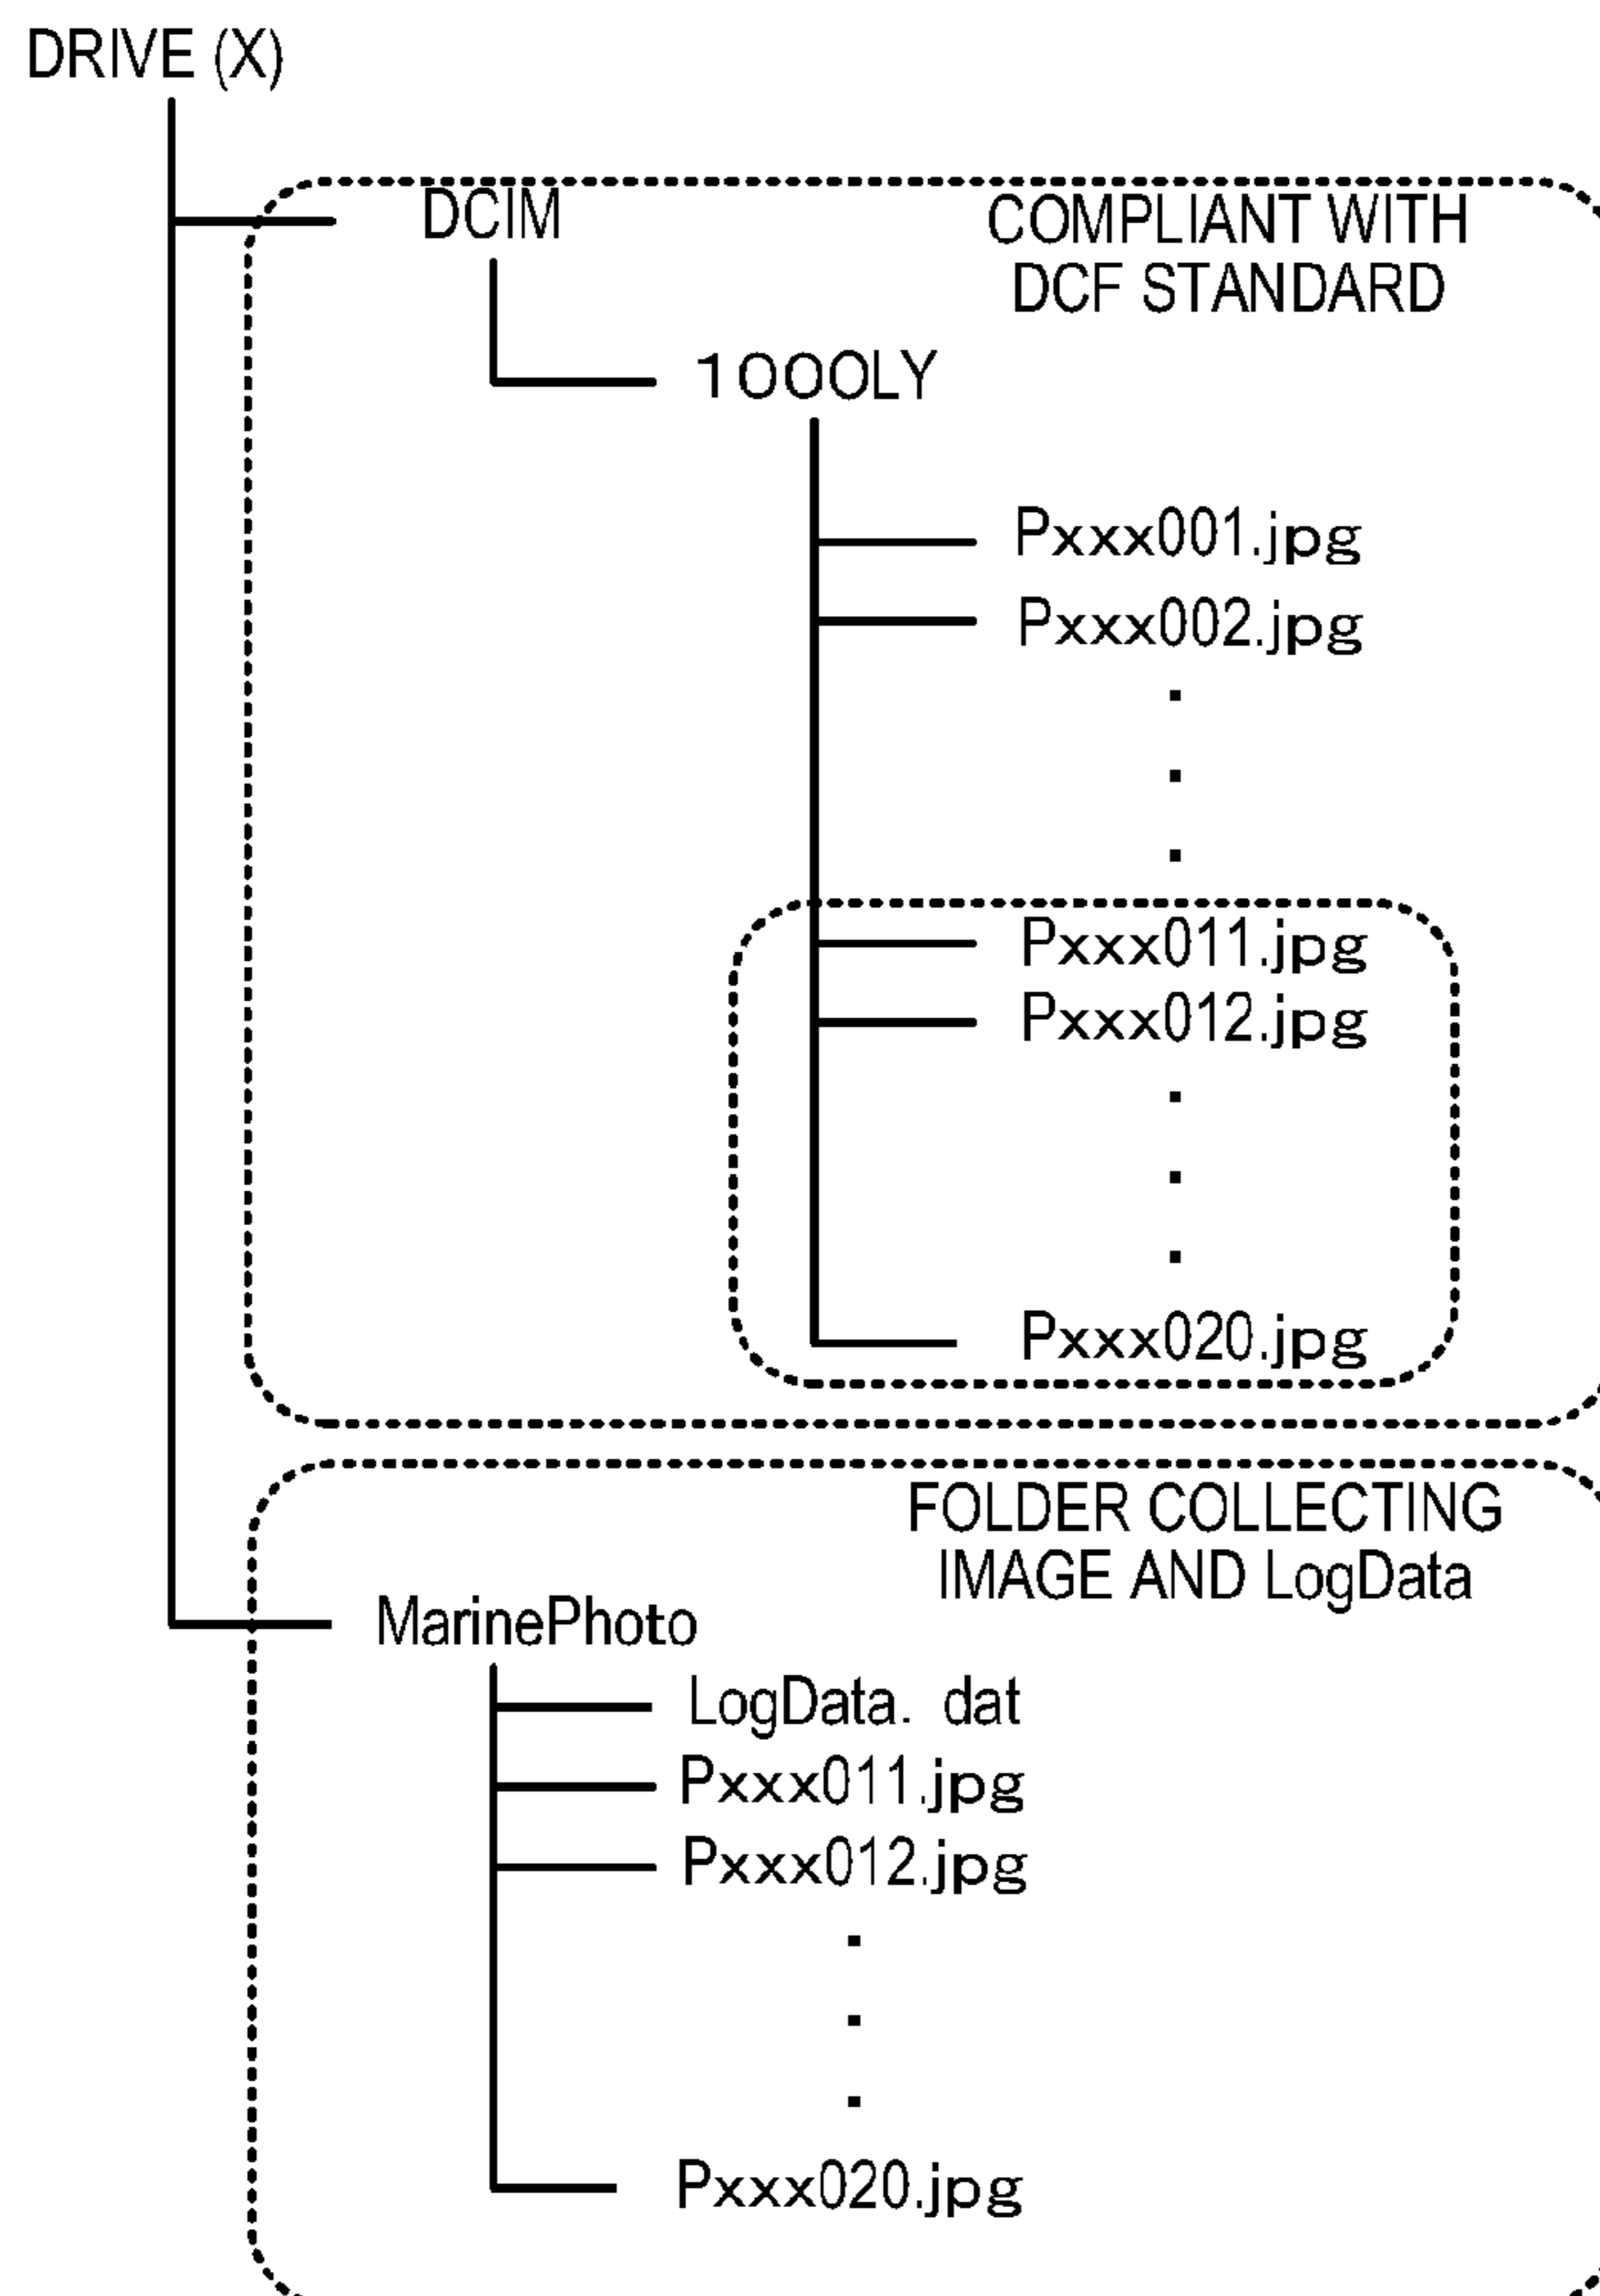 DRIVE (X)
DCIM
COMPLIANT WITH
DCF STANDARD
100OLY
Pxxx001.jpg
Pxxx002.jpg
Pxxx011.jpg
Pxxx012.jpg
Pxxx020.jpg
FOLDER COLLECTING
IMAGE AND LogData
MarinePhoto
LogData. dat
Pxxx011.jpg
Pxxx012.jpg
Pxxx020.jpg